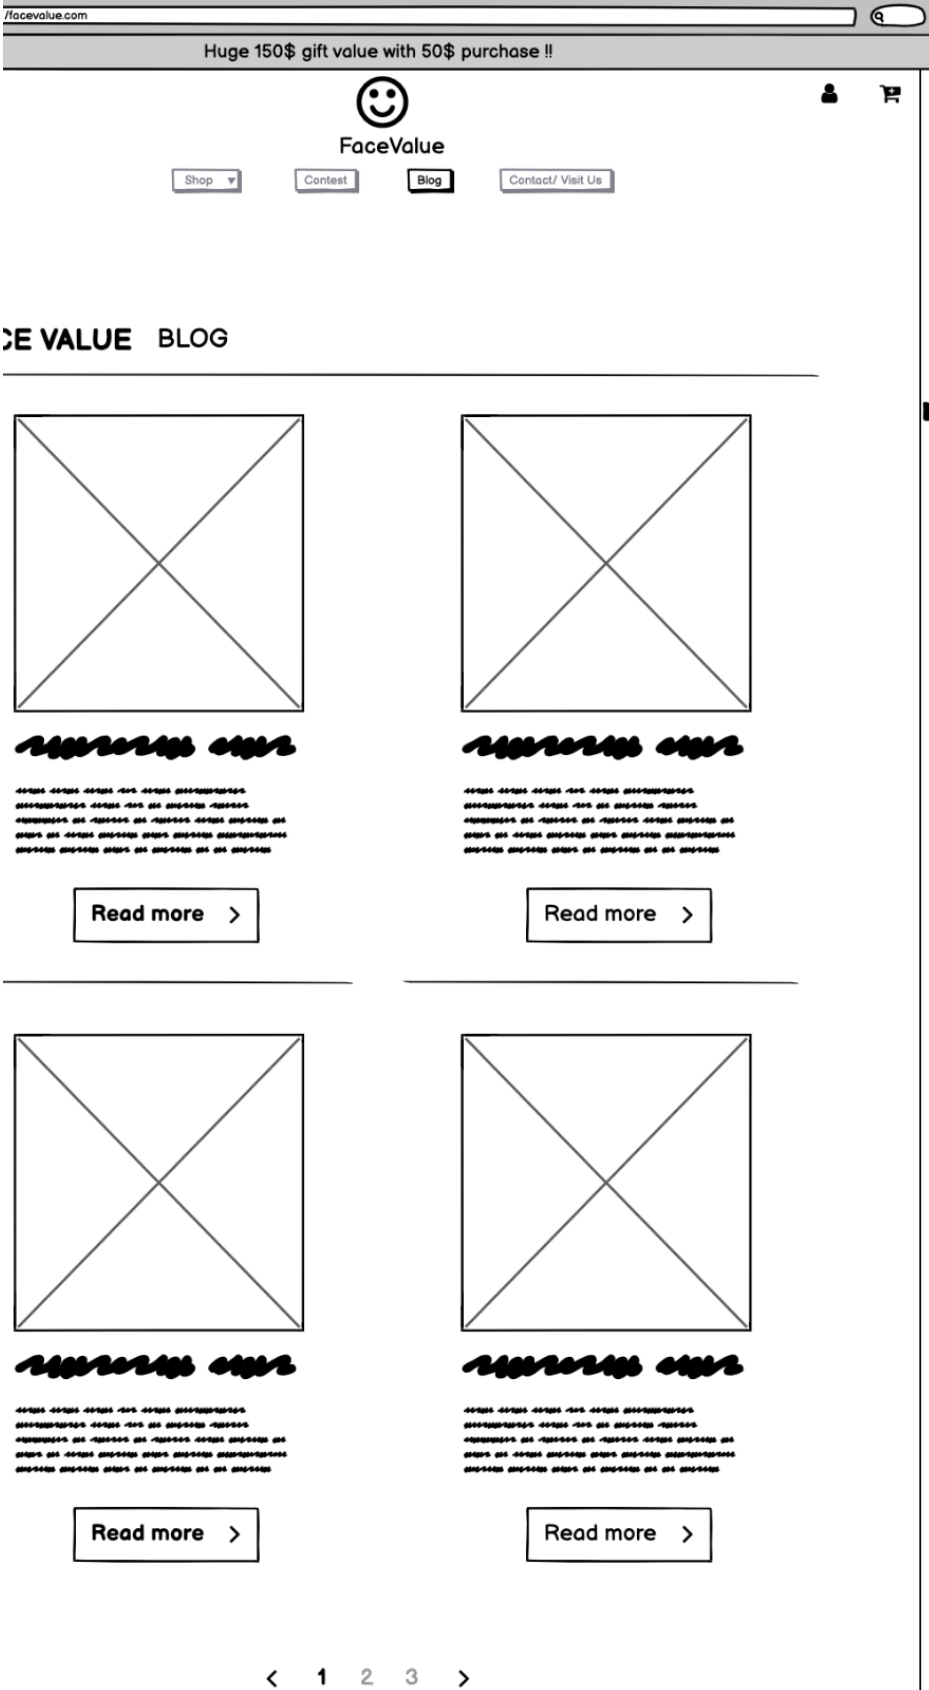 /facevalue.com
Huge 150$ gift value with 50$ purchase !!
FaceValue
Shop
Contest
Blog
Contact/ Visit Us
CE VALUE BLOG
Read more
Read more
Read more
Read more
1 2 3